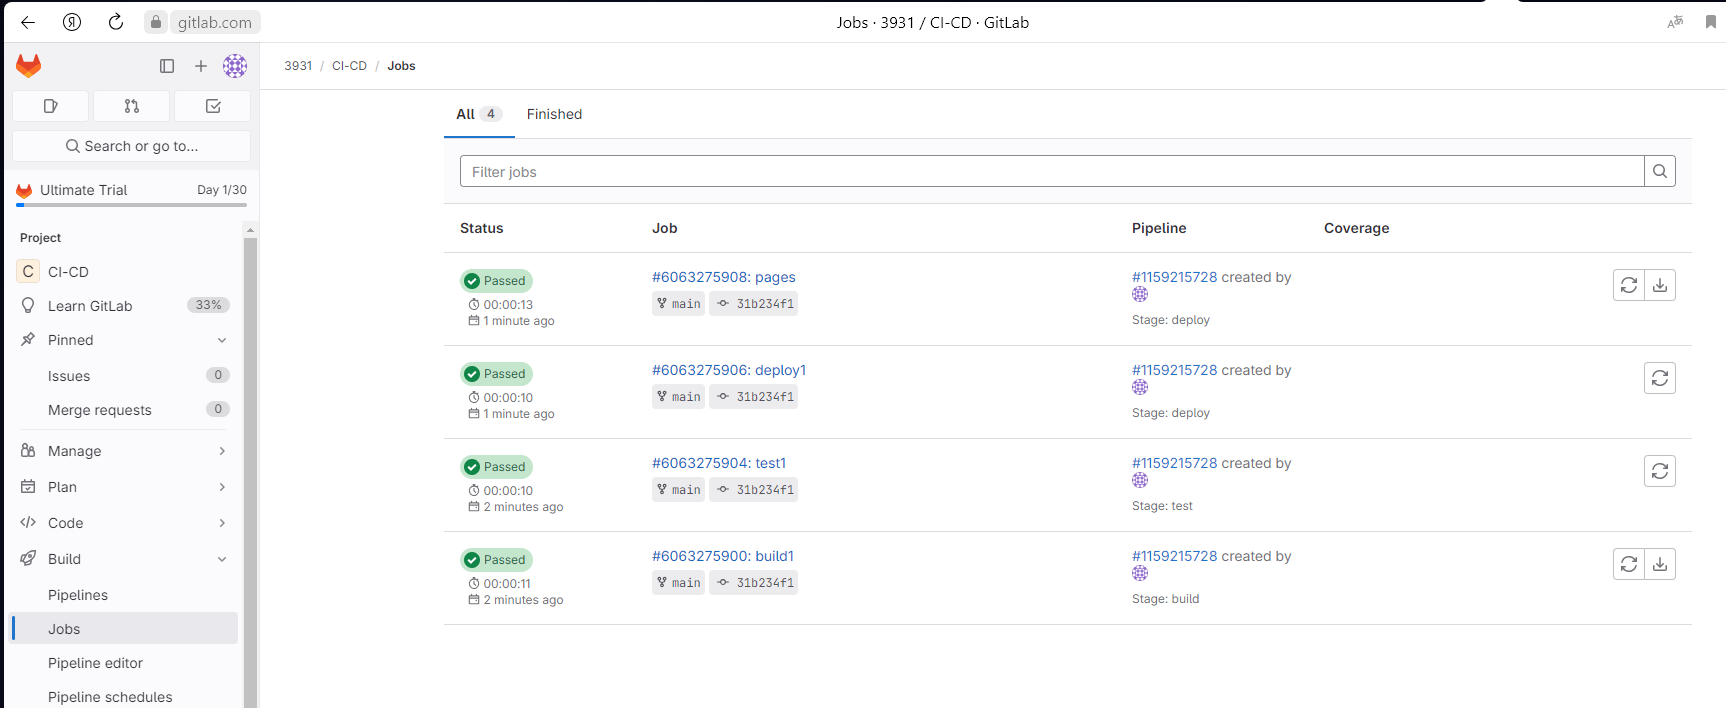 gitlab.com
Jobs · 3931 / CI-CD · GitLab
3931 / CI-CD / Jobs
Search or go to...
Ultimate Trial Day 1/30
Project
C CI-CD
Learn GitLab 33%
Pinned
Issues 0
Merge requests 0
Manage
Plan
Code
Build
Pipelines
Jobs
Pipeline editor
Pipeline schedules
All 4 Finished
Filter jobs
Status Job Pipeline Coverage
Passed #6063275908: pages #1159215728 created by
00:00:13 main 31b234f1
1 minute ago Stage: deploy
Passed #6063275906: deploy1 #1159215728 created by
00:00:10 main 31b234f1
1 minute ago Stage: deploy
Passed #6063275904: test1 #1159215728 created by
00:00:10 main 31b234f1
2 minutes ago Stage: test
Passed #6063275900: build1 #1159215728 created by
00:00:11 main 31b234f1
2 minutes ago Stage: build